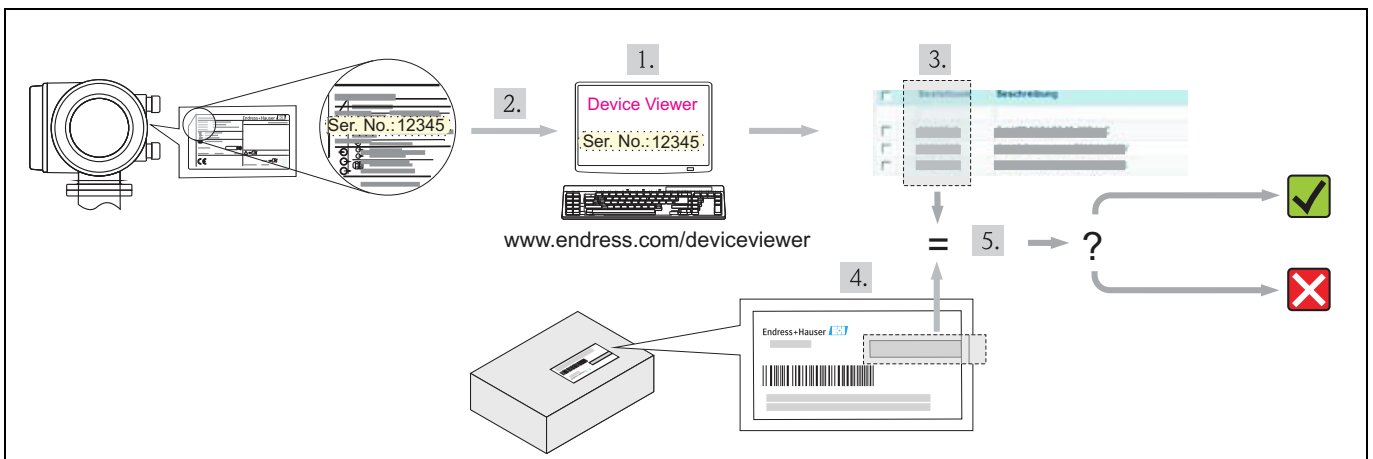 1.
2.
3.
Endress+Hauser
Ser. No.:12345
Device Viewer
Ser. No.:12345
Beschreibung
www.endress.com/deviceviewer
=
5.
?
4.
Endress+Hauser